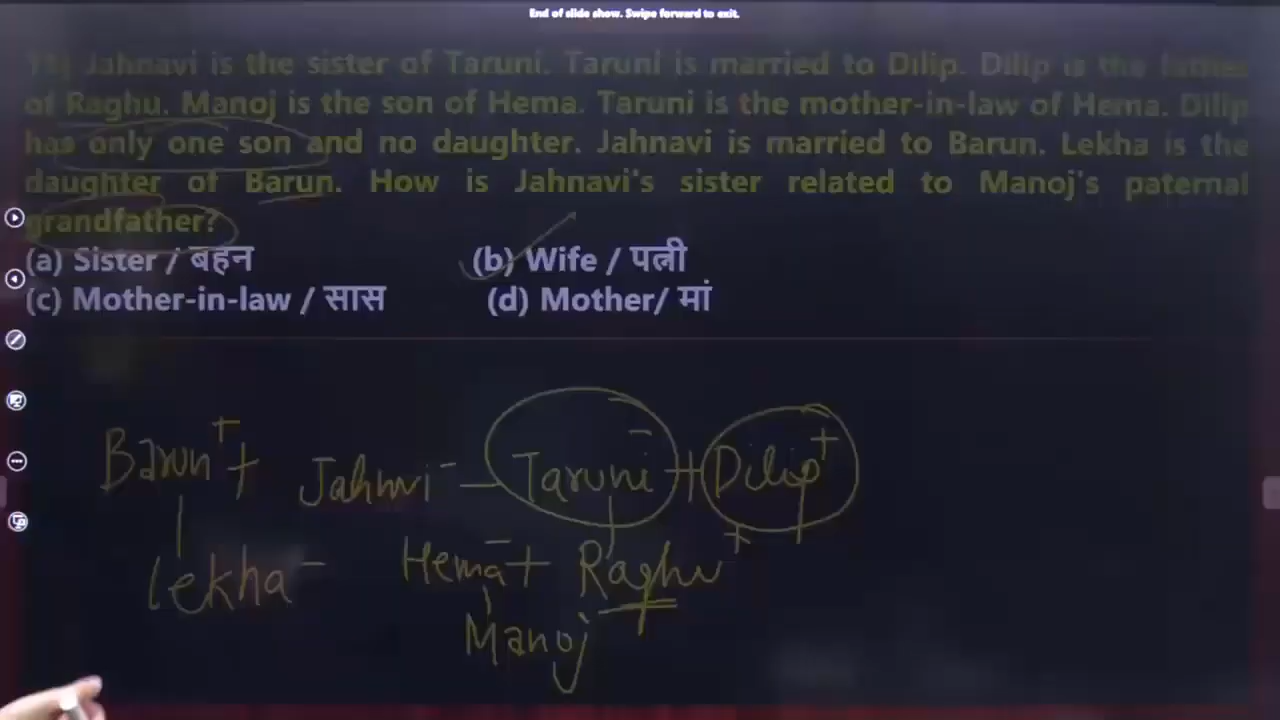 End of slide show. Swipe forward to exit.
Jahnavi is the sister of Taruni. Taruni is married to Dilip. Dilip is the father
of Raghu. Manoj is the son of Hema. Taruni is the mother-in-law of Hema. Dilip
has only one son and no daughter. Jahnavi is married to Barun. Lekha is the
daughter of Barun. How is Jahnavi's sister related to Manoj's paternal
grandfather?
(a) Sister / बहन (b) Wife / पत्नी
(c) Mother-in-law / सास (d) Mother/ मां
Barun+ + Jahnvi- — Taruni- + Dilip+
Lekha- Hema- + Raghu+
Manoj